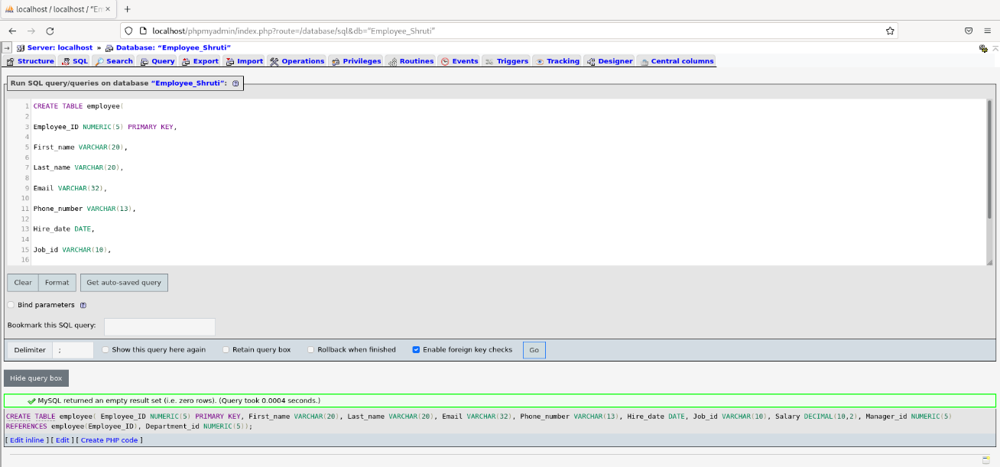 localhost / localhost / “Em
localhost/phpmyadmin/index.php?route=/database/sql&db=“Employee_Shruti”
Server: localhost » Database: “Employee_Shruti”
Structure SQL Search Query Export Import Operations Privileges Routines Events Triggers Tracking Designer Central columns
Run SQL query/queries on database “Employee_Shruti”:
1 CREATE TABLE employee(
2
3 Employee_ID NUMERIC(5) PRIMARY KEY,
4
5 First_name VARCHAR(20),
6
7 Last_name VARCHAR(20),
8
9 Email VARCHAR(32),
10
11 Phone_number VARCHAR(13),
12
13 Hire_date DATE,
14
15 Job_id VARCHAR(10),
16
Clear Format Get auto-saved query
Bind parameters
Bookmark this SQL query:
Delimiter ; Show this query here again Retain query box Rollback when finished Enable foreign key checks Go
Hide query box
MySQL returned an empty result set (i.e. zero rows). (Query took 0.0004 seconds.)
CREATE TABLE employee( Employee_ID NUMERIC(5) PRIMARY KEY, First_name VARCHAR(20), Last_name VARCHAR(20), Email VARCHAR(32), Phone_number VARCHAR(13), Hire_date DATE, Job_id VARCHAR(10), Salary DECIMAL(10,2), Manager_id NUMERIC(5)
REFERENCES employee(Employee_ID), Department_id NUMERIC(5));
[ Edit inline ] [ Edit ] [ Create PHP code ]